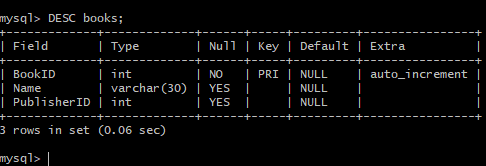 mysql> DESC books;
+-------------+-------------+------+-----+---------+----------------+
| Field       | Type        | Null | Key | Default | Extra          |
+-------------+-------------+------+-----+---------+----------------+
| BookID      | int         | NO   | PRI | NULL    | auto_increment |
| Name        | varchar(30) | YES  |     | NULL    |                |
| PublisherID | int         | YES  |     | NULL    |                |
+-------------+-------------+------+-----+---------+----------------+
3 rows in set (0.06 sec)
mysql>